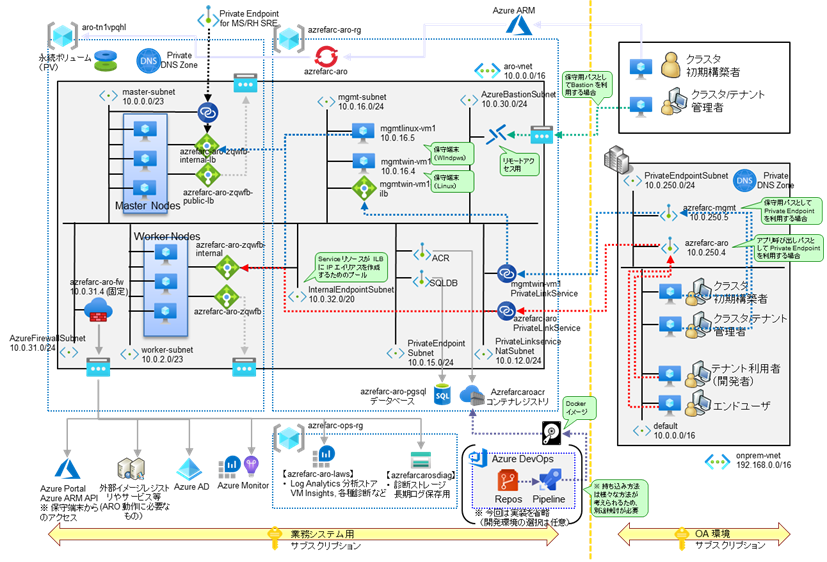 Private Endpoint
for MS/RH SRE
aro-tn1vpqhl
永続ボリューム
(PV)
Private
DNS Zone
azrefarc-aro-rg
azrefarc-aro
Azure ARM
aro-vnet
10.0.0.0/16
master-subnet
10.0.0.0/23
azrefarc-aro-zqwfb-
internal-lb
azrefarc-aro-zqwfb-
public-lb
Master Nodes
mgmt-subnet
10.0.16.0/24
mgmtlinux-vm1
10.0.16.5
保守端末
(Windpws)
mgmtwin-vm1
10.0.16.4
保守端末
(Linux)
mgmtwin-vm1
ilb
AzureBastionSubnet
10.0.30.0/24
リモートアクセス用
保守用パスとし
てBastion を利
用する場合
クラスタ
初期構築者
クラスタ/テナント
管理者
PrivateEndpointSubnet
10.0.250.0/24
Private
DNS Zone
azrefarc-mgmt
10.0.250.5
保守用パスとして
Private Endpoint
を利用する場合
azrefarc-aro
10.0.250.4
アプリ呼び出しパスと
して Private Endpoint
を利用する場合
クラスタ
初期構築者
クラスタ/テナント
管理者
テナント利用者
(開発者)
エンドユーザ
default
10.0.0.0/16
onprem-vnet
192.168.0.0/16
Worker Nodes
azrefarc-aro-zqwfb
internal
azrefarc-aro-zqwfb
worker-subnet
10.0.2.0/23
azrefarc-aro-fw
10.0.31.4 (固定)
AzureFirewallSubnet
10.0.31.0/24
Service リソースが ILB
に IP エイリアスを作成
するためのプール
InternalEndpointSubnet
10.0.32.0/20
ACR
SQLDB
PrivateEndpoint
Subnet
10.0.15.0/24
mgmtwin-vm1
PrivateLinkService
azrefarc-aro
PrivateLinkService
PrivateLinkservice
NatSubnet
10.0.12.0/24
azrefarc-aro-pgsql
データベース
Azrefarcaroacr
コンテナレジストリ
Docker
イメージ
Azure Portal
Azure ARM API
※ 保守端末から
のアクセス
外部イメージレジスト
リやサービス等
(ARO 動作に必要な
もの)
Azure AD
Azure Monitor
azrefarc-ops-rg
【azrefarc-aro-laws】
• Log Analytics 分析ストア
VM Insights, 各種診断など
【azrefarcarosdiag】
• 診断ストレージ
長期ログ保存用
Azure DevOps
Repos
Pipeline
※ 今回は実装を省略
(開発環境の選択は任意)
※ 持ち込み方法
は様々な方法が
考えられるため、
別途検討が必要
業務システム用
サブスクリプション
OA 環境
サブスクリプション